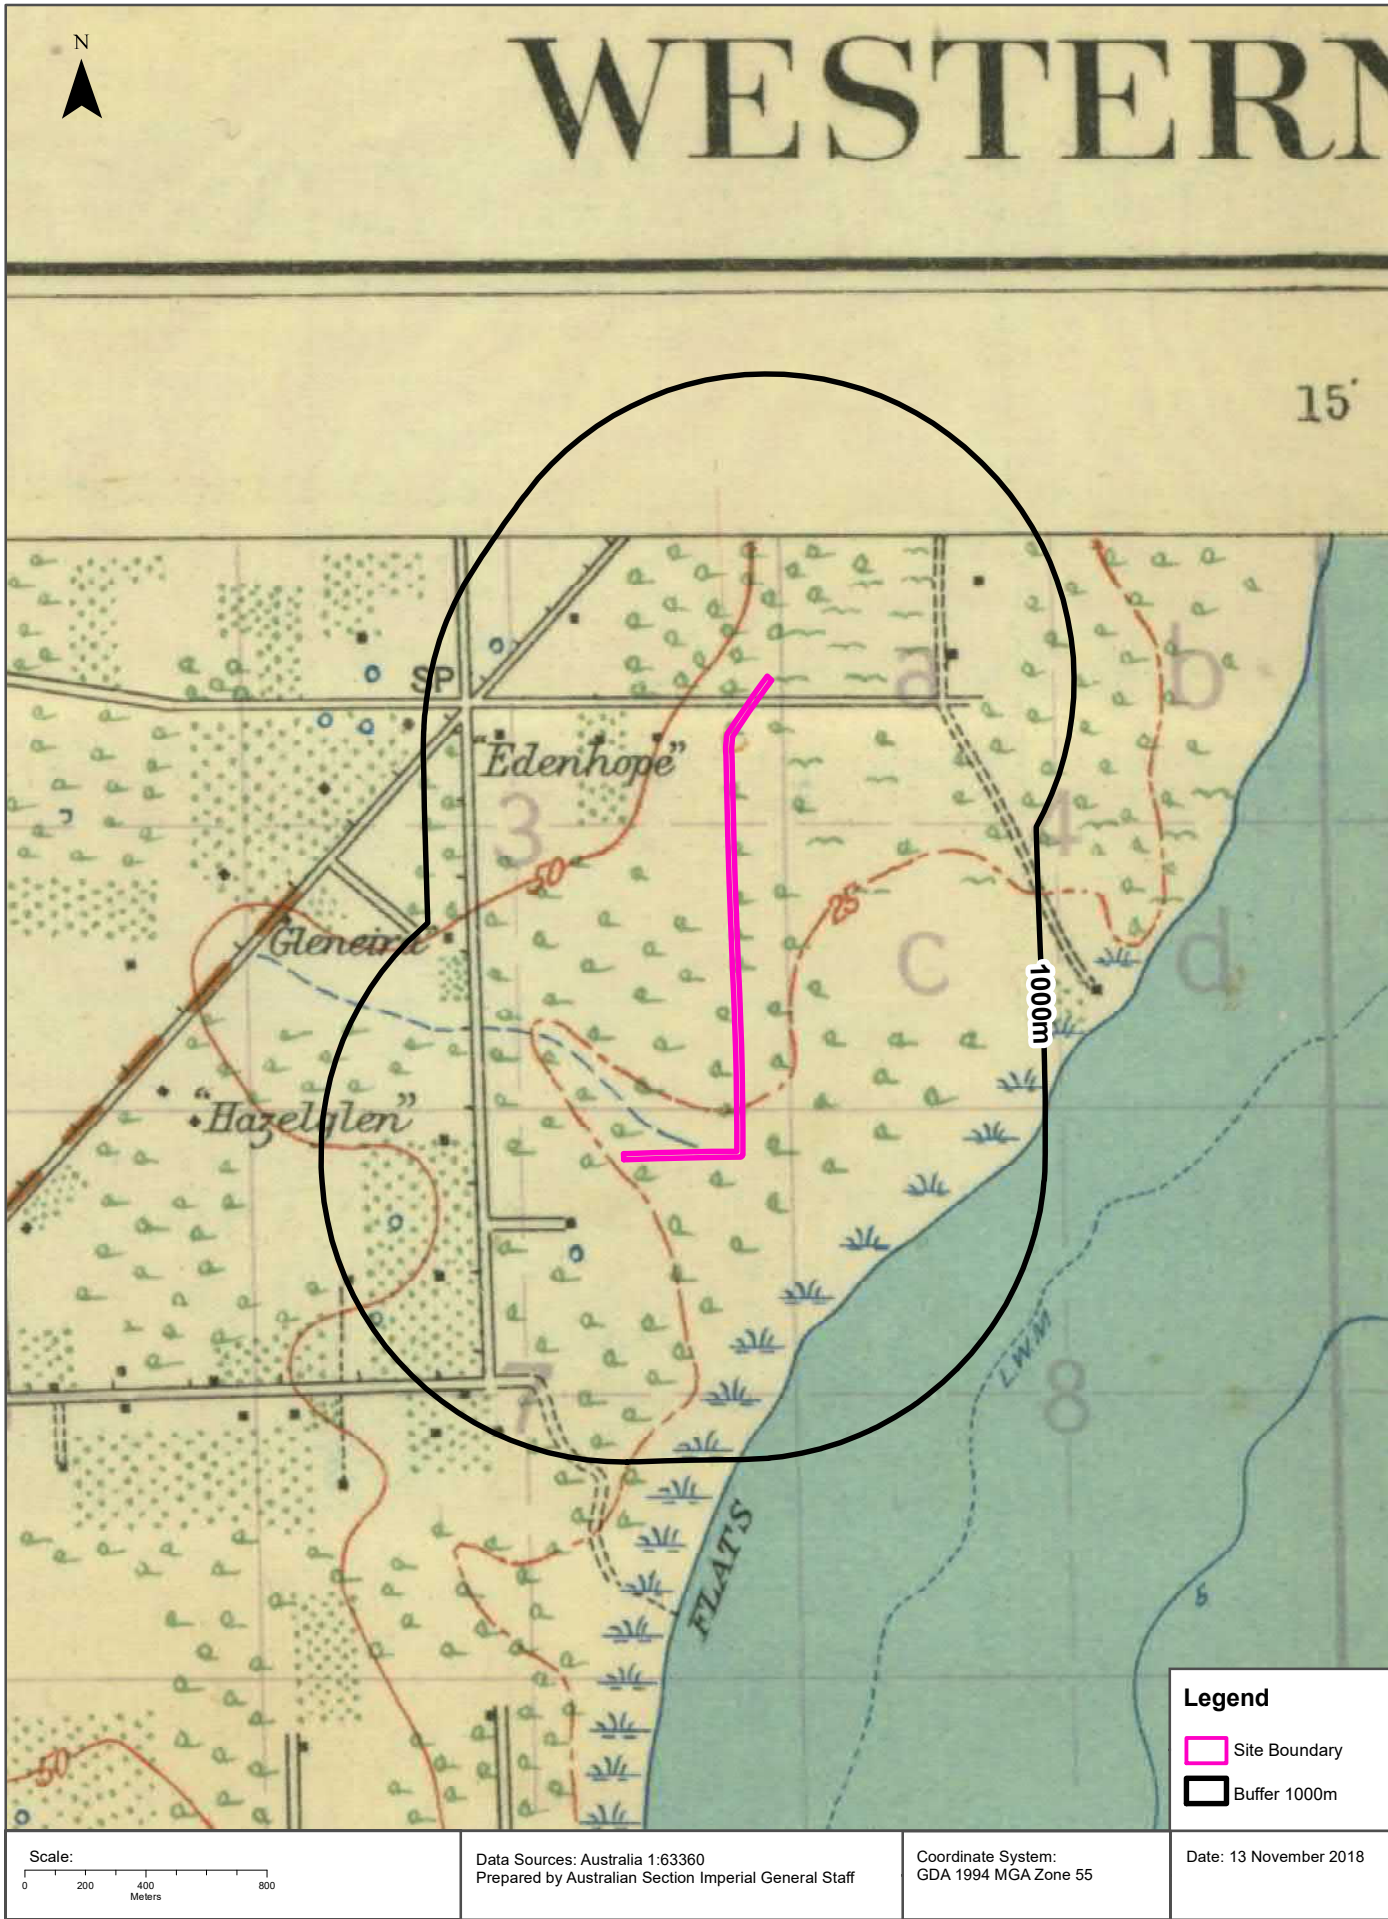 N
WESTERN
15'
SP
a
b
"Edenhope"
3
4
50
25
"Gleneira"
c
d
1000m
"Hazelglen"
L.W.M
7
8
FLATS
5
50
Legend
Site Boundary
Buffer 1000m
Scale:
0 200 400 800
Meters
Data Sources: Australia 1:63360
Prepared by Australian Section Imperial General Staff
Coordinate System:
GDA 1994 MGA Zone 55
Date: 13 November 2018